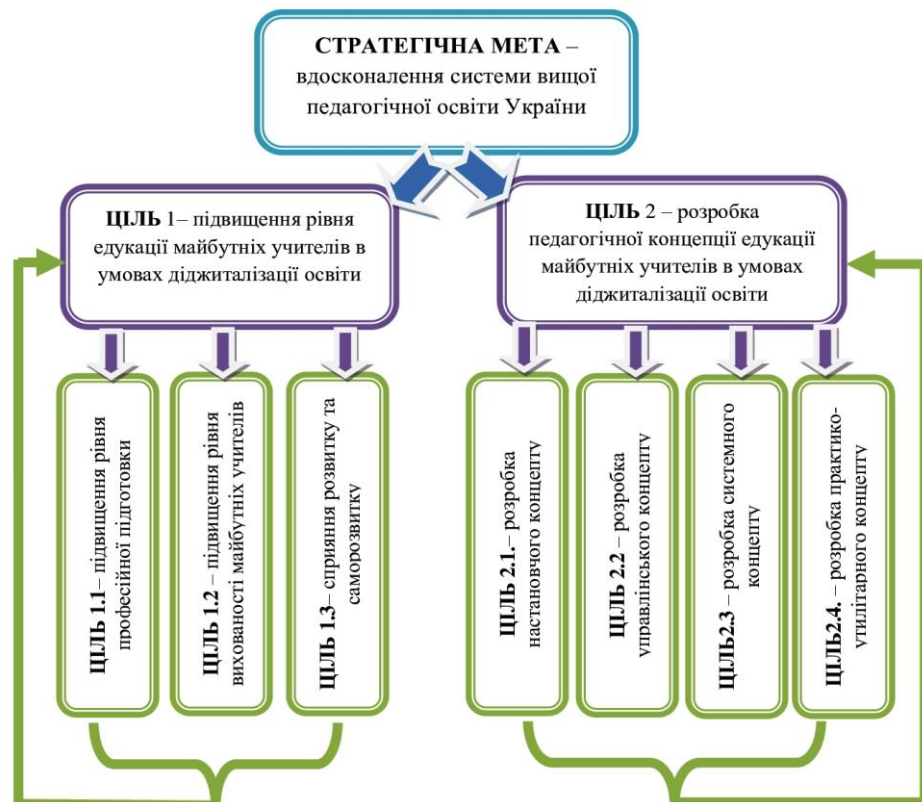 СТРАТЕГІЧНА МЕТА –
вдосконалення системи вищої
педагогічної освіти України
ЦІЛЬ 1– підвищення рівня
едукації майбутніх учителів в
умовах діджиталізації освіти
ЦІЛЬ 2 – розробка
педагогічної концепції едукації
майбутніх учителів в умовах
діджиталізації освіти
ЦІЛЬ 1.1 – підвищення рівня
професійної підготовки
ЦІЛЬ 1.2 – підвищення рівня
вихованості майбутніх учителів
ЦІЛЬ 1.3– сприяння розвитку та
саморозвитку
ЦІЛЬ 2.1.– розробка
настановчого концепту
ЦІЛЬ 2.2 – розробка
управлінського концепту
ЦІЛЬ2.3 – розробка системного
концепту
ЦІЛЬ2.4. – розробка практико-
утилітарного концепту